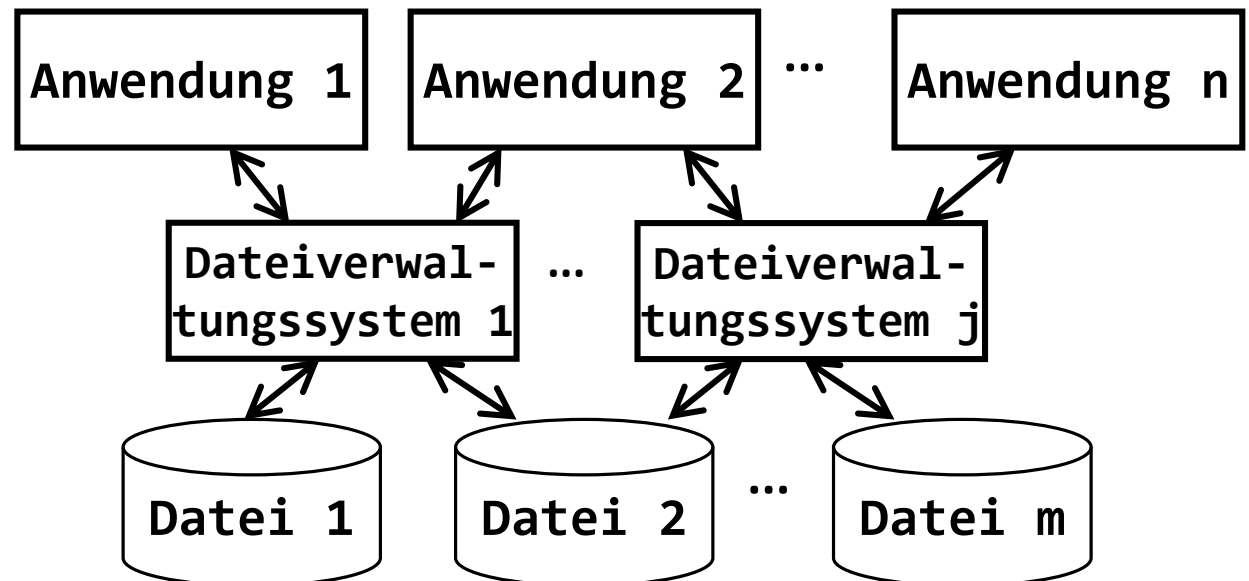 Anwendung 1
Anwendung 2
...
Anwendung n
Dateiverwal-
tungssystem 1
...
Dateiverwal-
tungssystem j
Datei 1
Datei 2
...
Datei m